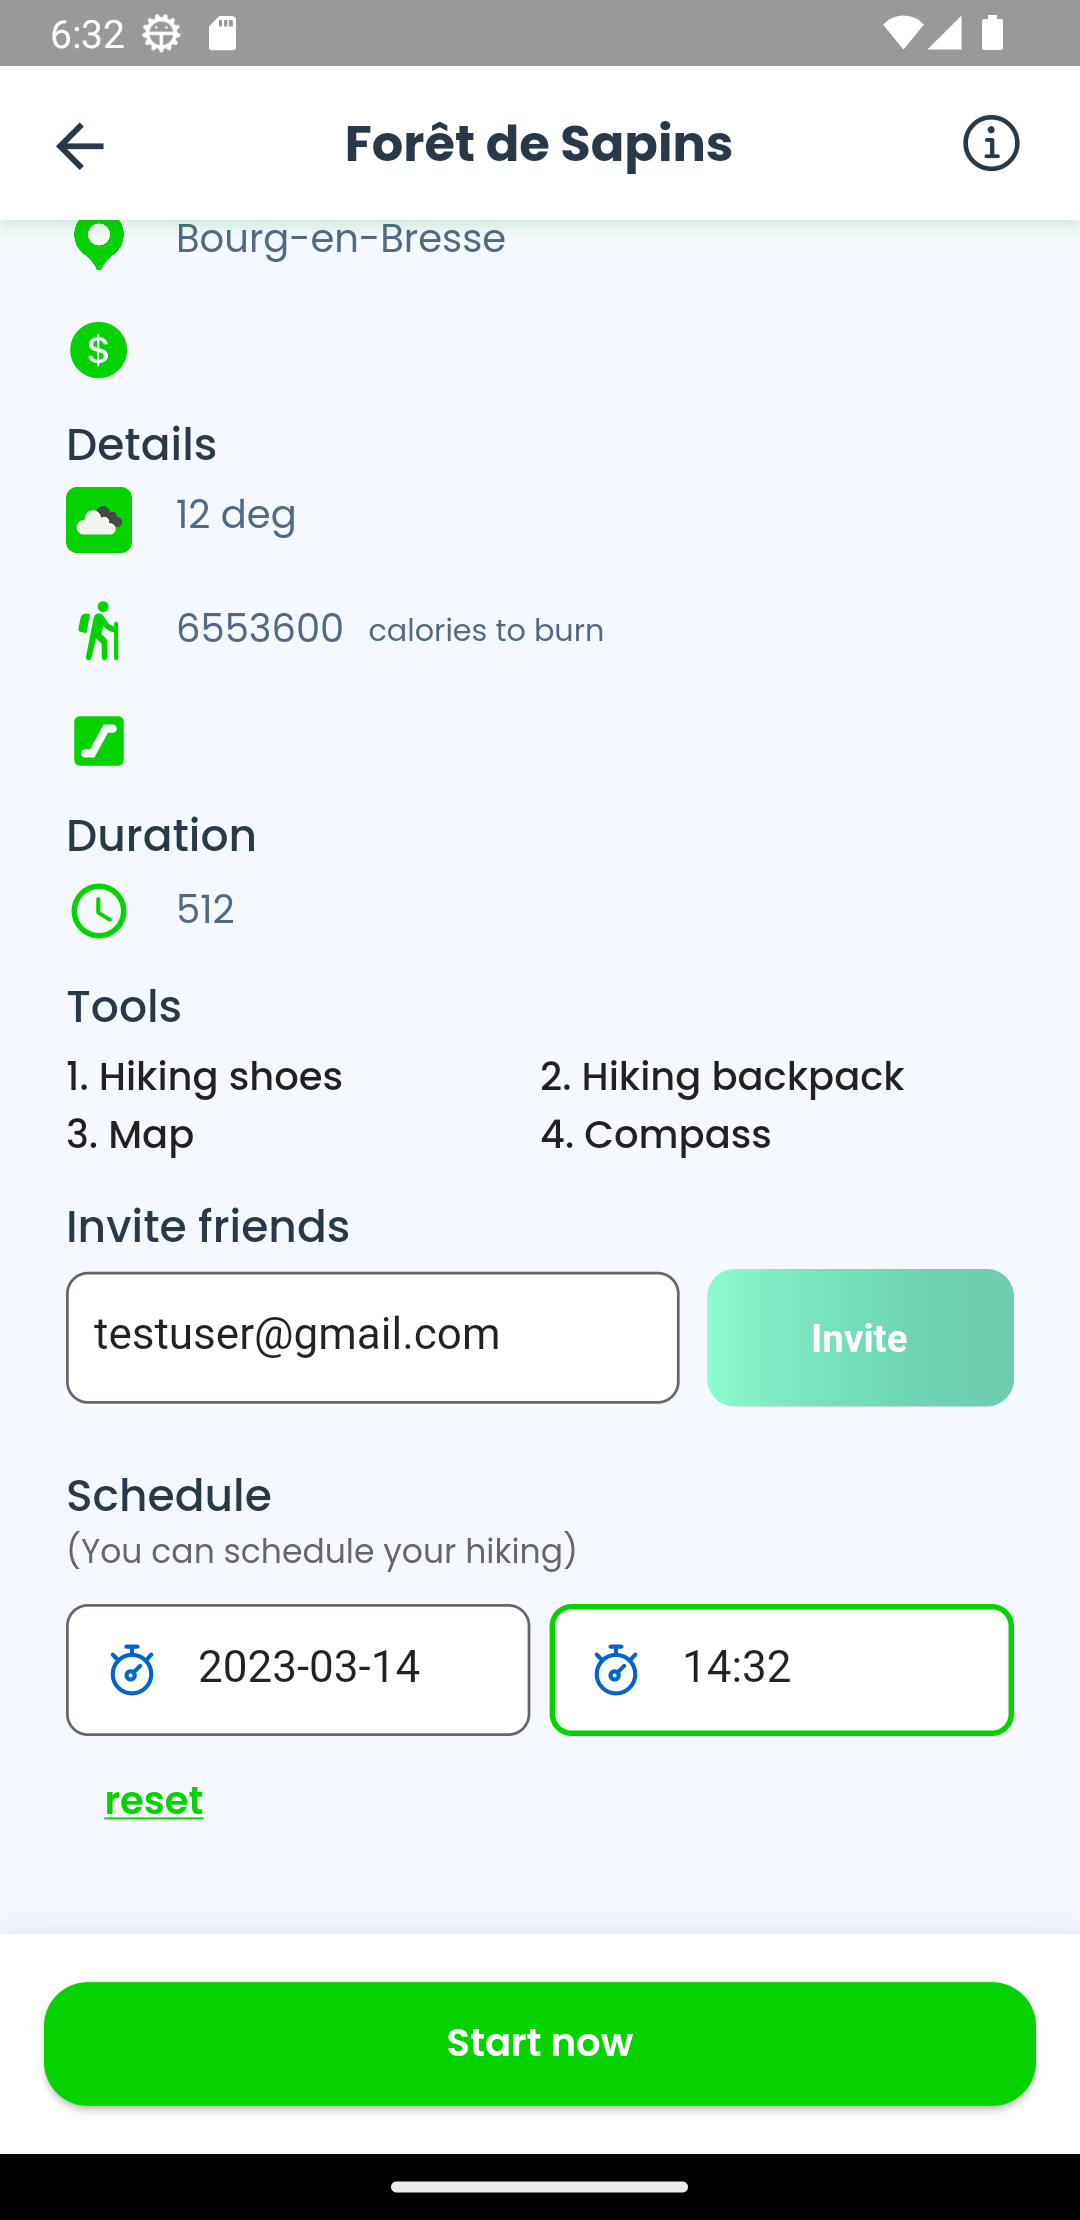 6:32
Forêt de Sapins
Bourg-en-Bresse
$
Details
12 deg
6553600 calories to burn
Duration
512
Tools
1. Hiking shoes
2. Hiking backpack
3. Map
4. Compass
Invite friends
testuser@gmail.com
Invite
Schedule
(You can schedule your hiking)
2023-03-14
14:32
reset
Start now